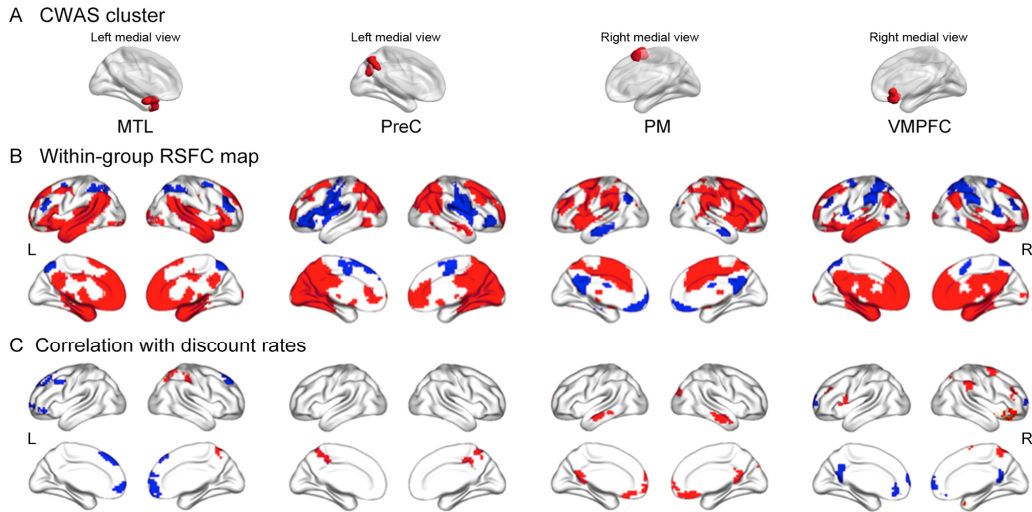 A CWAS cluster
Left medial view Left medial view Right medial view Right medial view
MTL PreC PM VMPFC
B Within-group RSFC map
L R
C Correlation with discount rates
L R